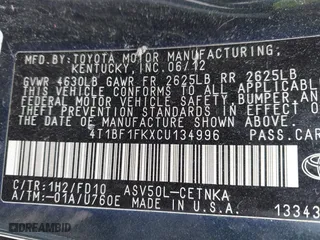 MFD.BY:TOYOTA MOTOR MANUFACTURING,
KENTUCKY, INC.06/12
GVWR 4630LB GAWR FR 2625LB RR 2625LB
THIS VEHICLE CONFORMS TO ALL APPLICABLE
FEDERAL MOTOR VEHICLE SAFETY, BUMPER, AND
THEFT PREVENTION STANDARDS IN EFFECT ON
THE DATE OF MANUFACTURE SHOWN ABOVE.
4T1BF1FKXCU134996 PASS.CAR
C/TR:1H2/FD10 ASV50L-CETNKA
A/TM:-01A/U760E MADE IN U.S.A.
13343